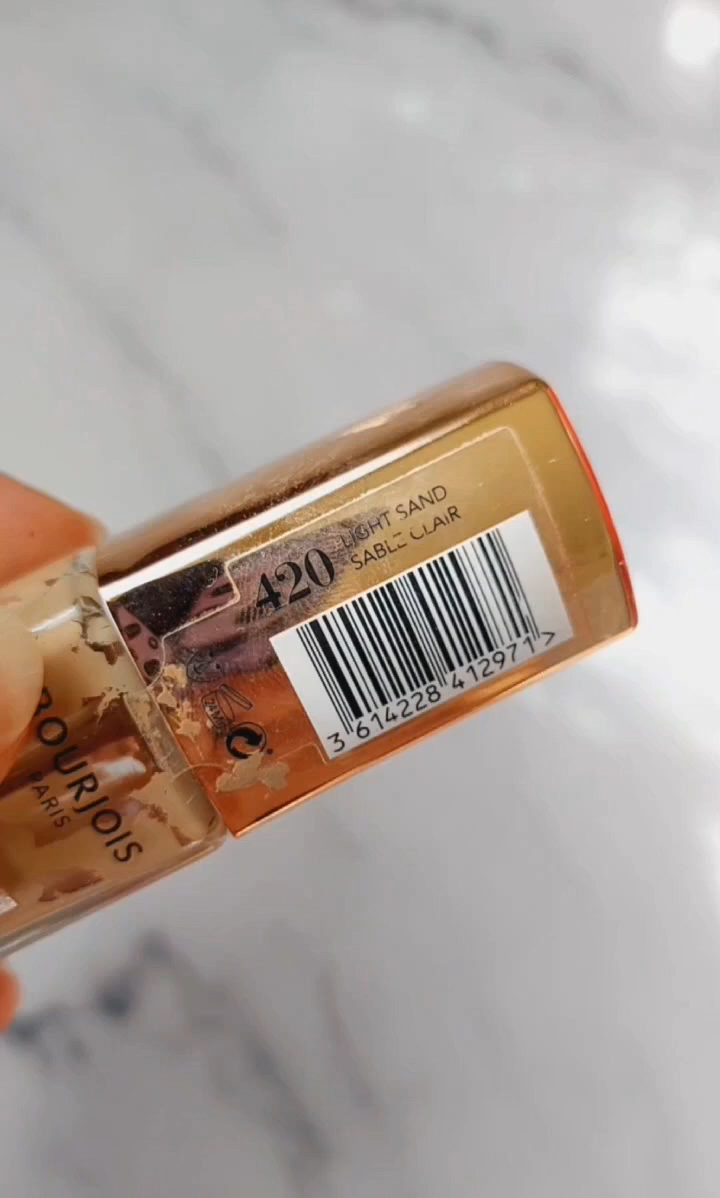 420
LIGHT SAND
SABLE CLAIR
3 614228 412971 >
BOURJOIS
PARIS